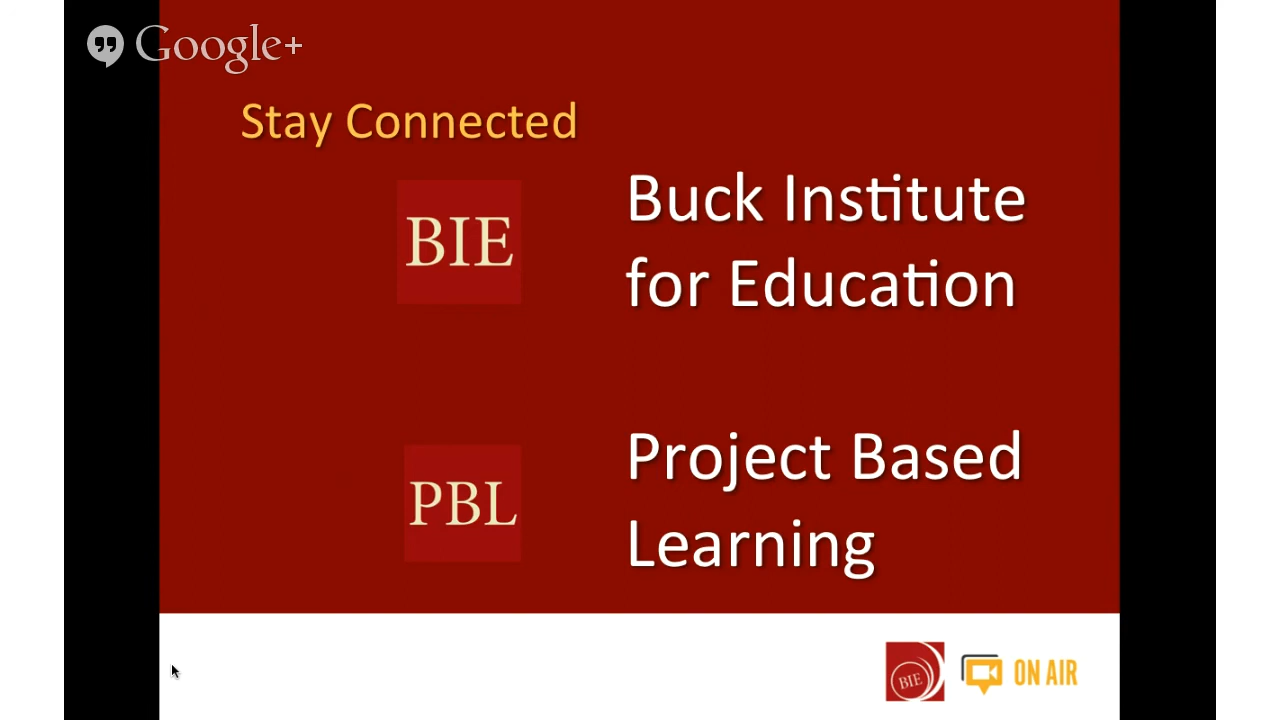 Google+
Stay Connected
BIE
Buck Institute
for Education
PBL
Project Based
Learning
BIE
ON AIR